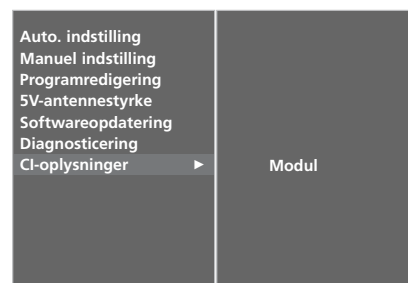 Auto. indstilling
Manuel indstilling
Programredigering
5V-antennestyrke
Softwareopdatering
Diagnosticering
CI-oplysninger ► Modul